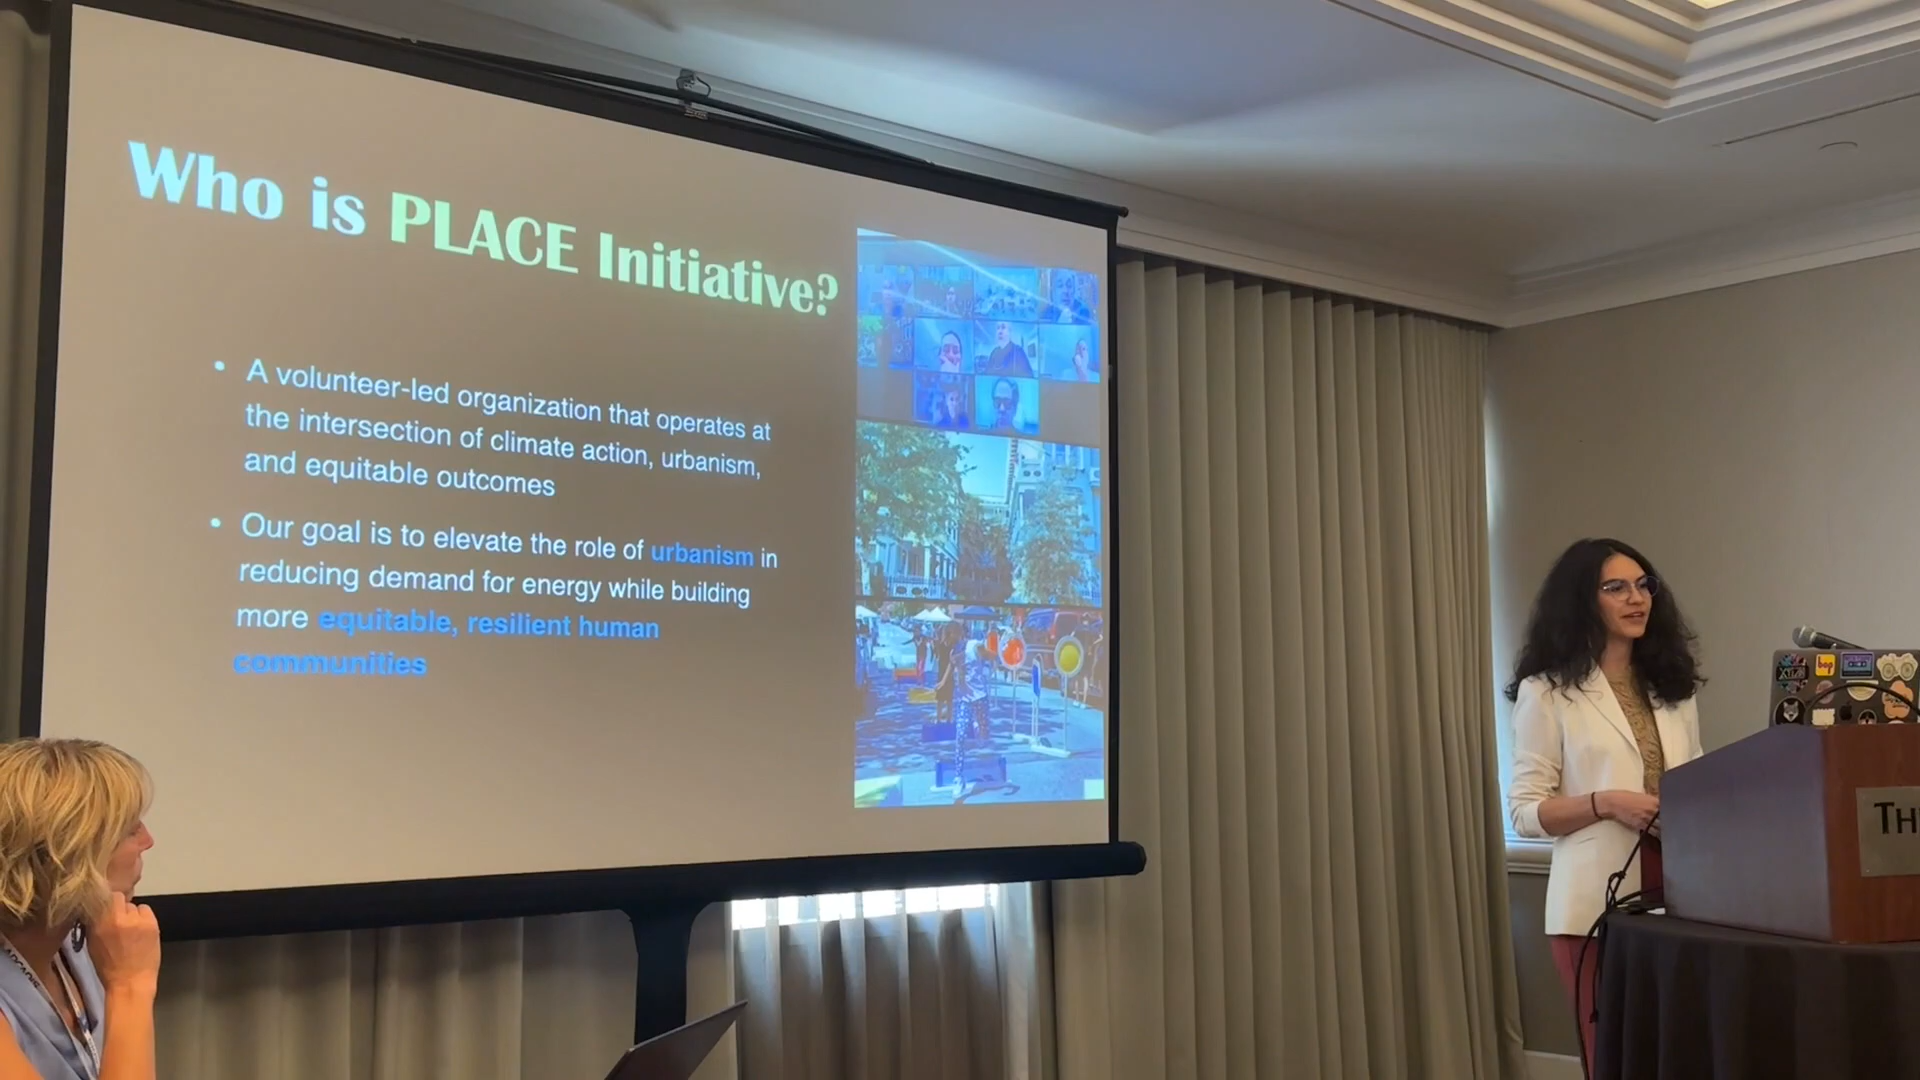 Who is PLACE Initiative?
• A volunteer-led organization that operates at
the intersection of climate action, urbanism,
and equitable outcomes
• Our goal is to elevate the role of urbanism in
reducing demand for energy while building
more equitable, resilient human
communities
bop
TH